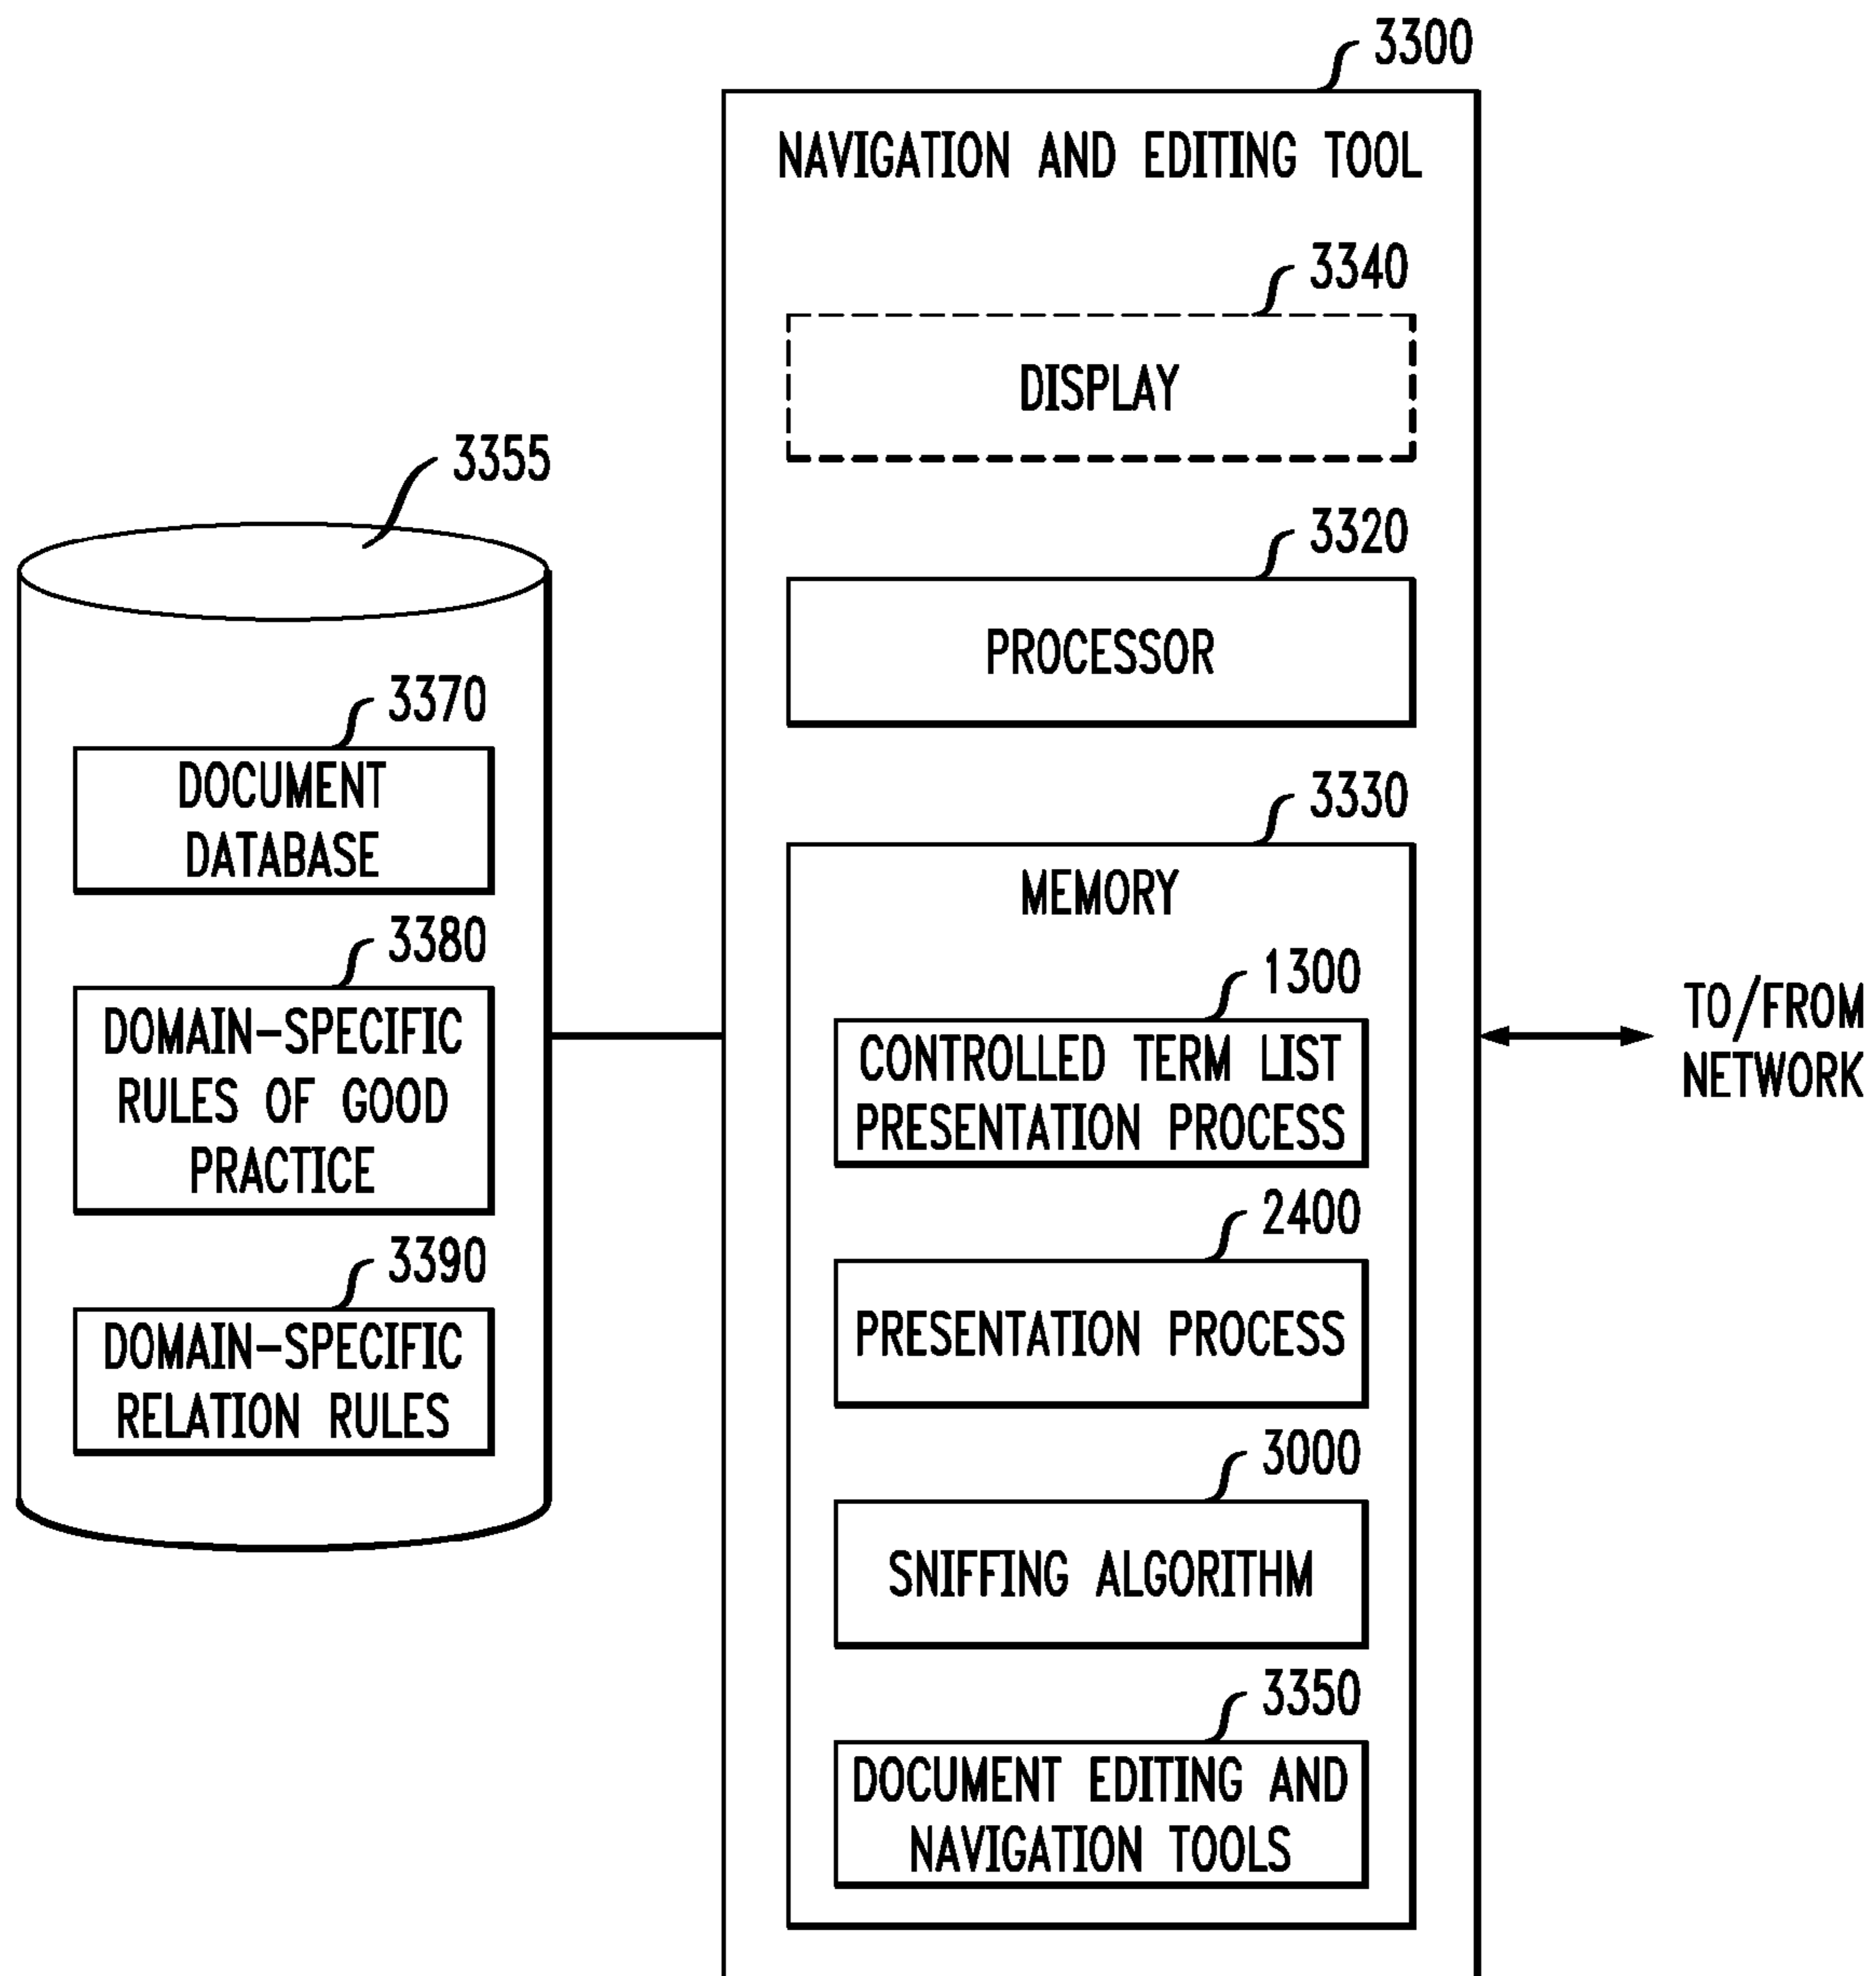 3300
NAVIGATION AND EDITING TOOL
3340
DISPLAY
3355
3320
PROCESSOR
3370
DOCUMENT
DATABASE
3330
MEMORY
3380
DOMAIN-SPECIFIC
RULES OF GOOD
PRACTICE
1300
CONTROLLED TERM LIST
PRESENTATION PROCESS
TO/FROM
NETWORK
2400
PRESENTATION PROCESS
3390
DOMAIN-SPECIFIC
RELATION RULES
3000
SNIFFING ALGORITHM
3350
DOCUMENT EDITING AND
NAVIGATION TOOLS